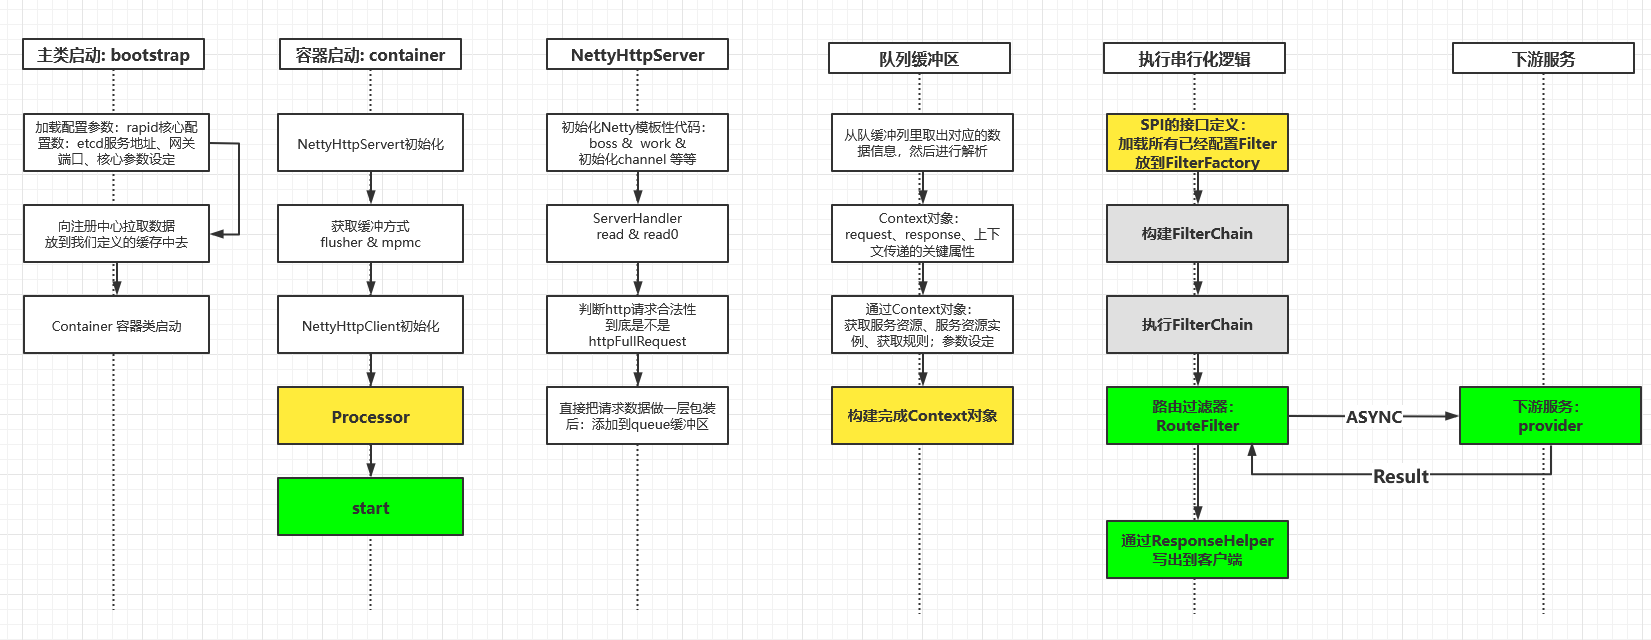 主类启动: bootstrap
加载配置参数：rapid核心配
置数：etcd服务地址、网关
端口、核心参数设定
向注册中心拉取数据
放到我们定义的缓存中去
Container 容器类启动
容器启动: container
NettyHttpServert初始化
获取缓冲方式
flusher & mpmc
NettyHttpClient初始化
Processor
start
NettyHttpServer
初始化Netty模板性代码：
boss & work &
初始化channel 等等
ServerHandler
read & read0
判断http请求合法性
到底是不是
httpFullRequest
直接把请求数据做一层包装
后：添加到queue缓冲区
队列缓冲区
从队缓冲列里取出对应的数
据信息，然后进行解析
Context对象：
request、response、上下
文传递的关键属性
通过Context对象：
获取服务资源、服务资源实
例、获取规则；参数设定
构建完成Context对象
执行串行化逻辑
SPI的接口定义：
加载所有已经配置Filter
放到FilterFactory
构建FilterChain
执行FilterChain
路由过滤器：
RouteFilter
通过ResponseHelper
写出到客户端
ASYNC
Result
下游服务
下游服务：
provider